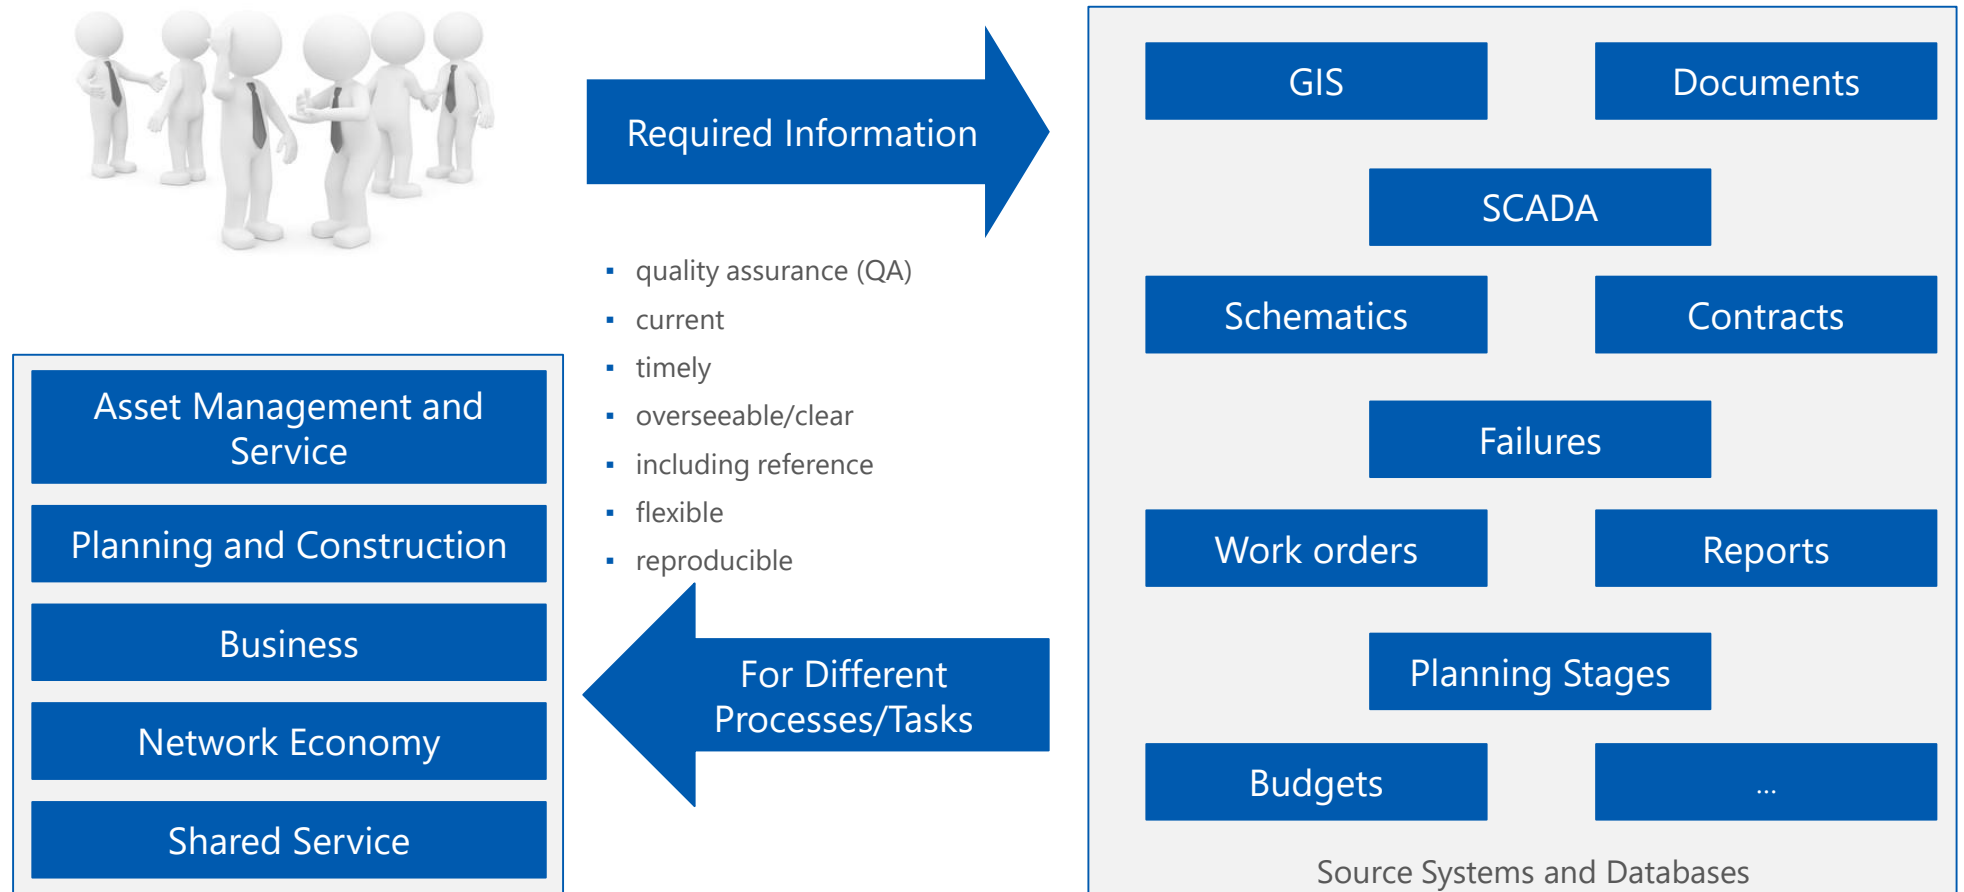 Required Information
quality assurance (QA)
current
timely
overseeable/clear
including reference
flexible
reproducible
For Different
Processes/Tasks
Asset Management and
Service
Planning and Construction
Business
Network Economy
Shared Service
GIS
Documents
SCADA
Schematics
Contracts
Failures
Work orders
Reports
Planning Stages
Budgets
...
Source Systems and Databases